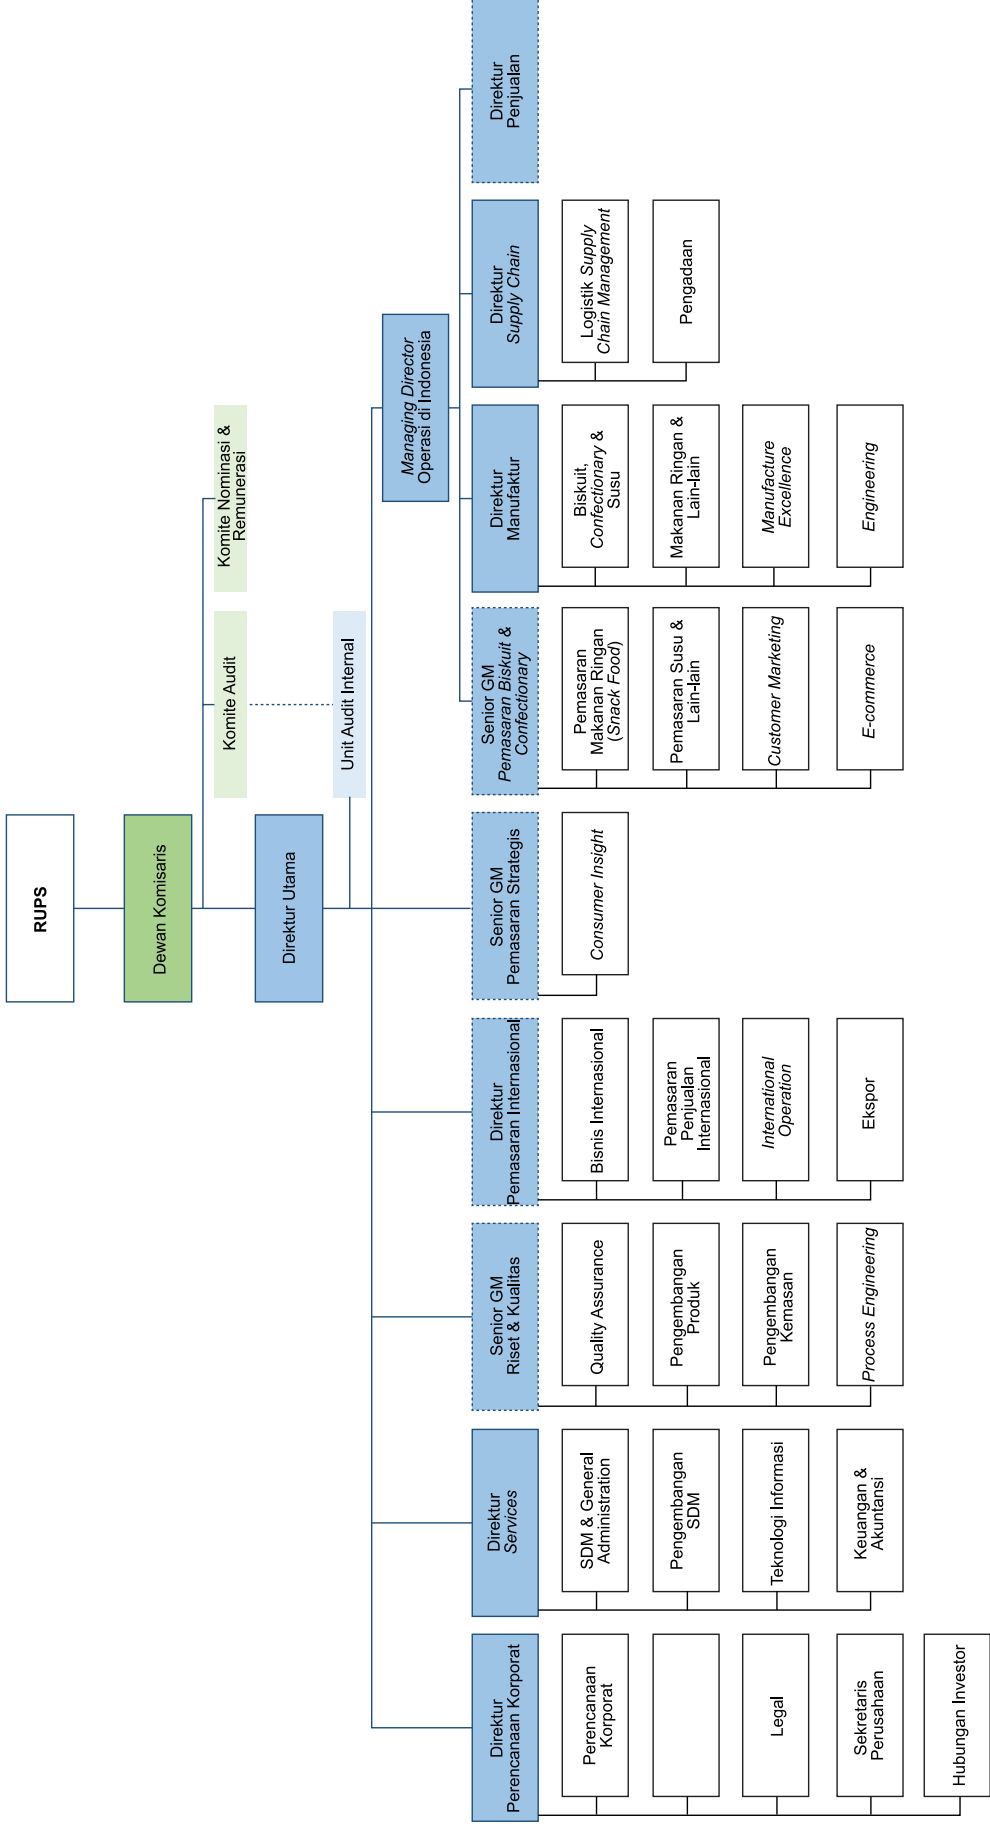 RUPS
Dewan Komisaris
Komite Audit
Komite Nominasi &
Remunerasi
Direktur Utama
Unit Audit Internal
Managing Director
Operasi di Indonesia
Direktur
Perencanaan Korporat
Direktur
Services
Senior GM
Riset & Kualitas
Direktur
Pemasaran Internasional
Senior GM
Pemasaran Strategis
Senior GM
Pemasaran Biskuit &
Confectionary
Direktur
Manufaktur
Direktur
Supply Chain
Direktur
Penjualan
Perencanaan
Korporat
Legal
Sekretaris
Perusahaan
Hubungan Investor
SDM & General
Administration
Pengembangan
SDM
Teknologi Informasi
Keuangan &
Akuntansi
Quality Assurance
Pengembangan
Produk
Pengembangan
Kemasan
Process Engineering
Bisnis Internasional
Pemasaran
Penjualan
Internasional
International
Operation
Ekspor
Consumer Insight
Pemasaran
Makanan Ringan
(Snack Food)
Pemasaran Susu &
Lain-lain
Customer Marketing
E-commerce
Biskuit,
Confectionary &
Susu
Makanan Ringan &
Lain-lain
Manufacture
Excellence
Engineering
Logistik Supply
Chain Management
Pengadaan